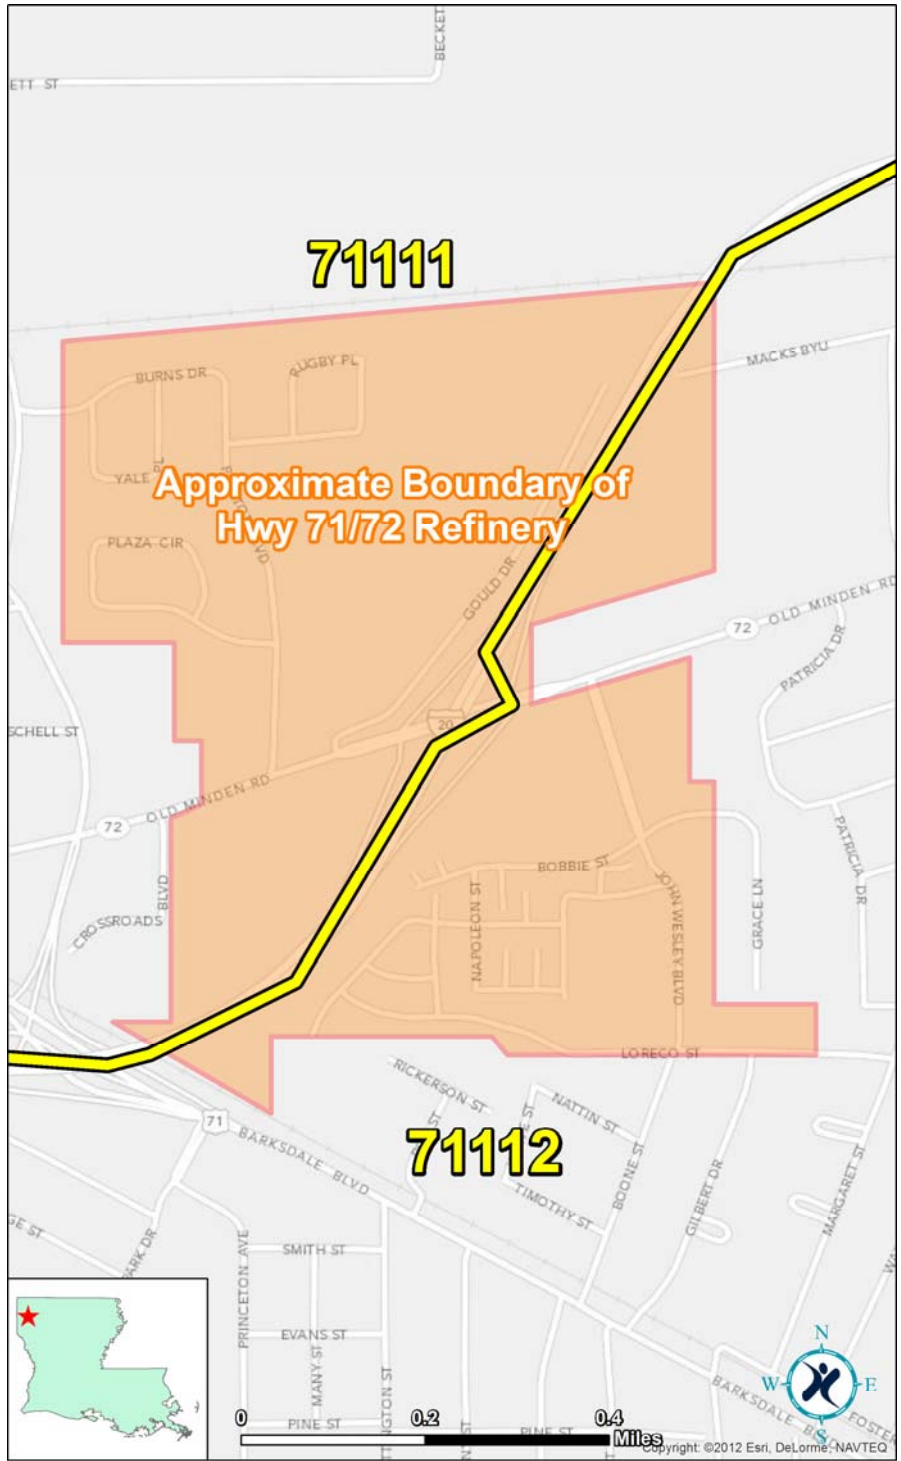 BECKET
ETT ST
71111
MACKS BYU
BURNS DR
RUGBY PL
YALE PL
Approximate Boundary of
Hwy 71/72 Refinery
PLAZA CIR
GOULD DR
72
OLD MINDEN RD
PATRICIA DR
SCHELL ST
20
OLD MINDEN RD
72
PATRICIA DR
BOBBIE ST
BLVD
CROSSROADS
NAPOLEON ST
JOHN WESLEY BLVD
GRACE LN
LORECO ST
RICKERSON ST
71
NATTIN ST
BARKSDALE BLVD
71112
TIMOTHY ST
BOONE ST
GILBERT DR
MARGARET ST
GE ST
PARK DR
PRINCETON AVE
SMITH ST
EVANS ST
MANY ST
PINE ST
PINE ST
BARKSDALE BLVD
FOSTER
N
W
E
S
0
0.2
0.4
Miles
Copyright: ©2012 Esri, DeLorme, NAVTEQ